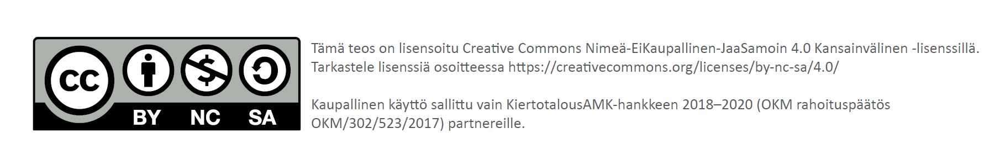 cc
BY NC SA
Tämä teos on lisensoitu Creative Commons Nimeä-EiKaupallinen-JaaSamoin 4.0 Kansainvälinen -lisenssillä.
Tarkastele lisenssiä osoitteessa https://creativecommons.org/licenses/by-nc-sa/4.0/
Kaupallinen käyttö sallittu vain KiertotalousAMK-hankkeen 2018–2020 (OKM rahoituspäätös
OKM/302/523/2017) partnereille.